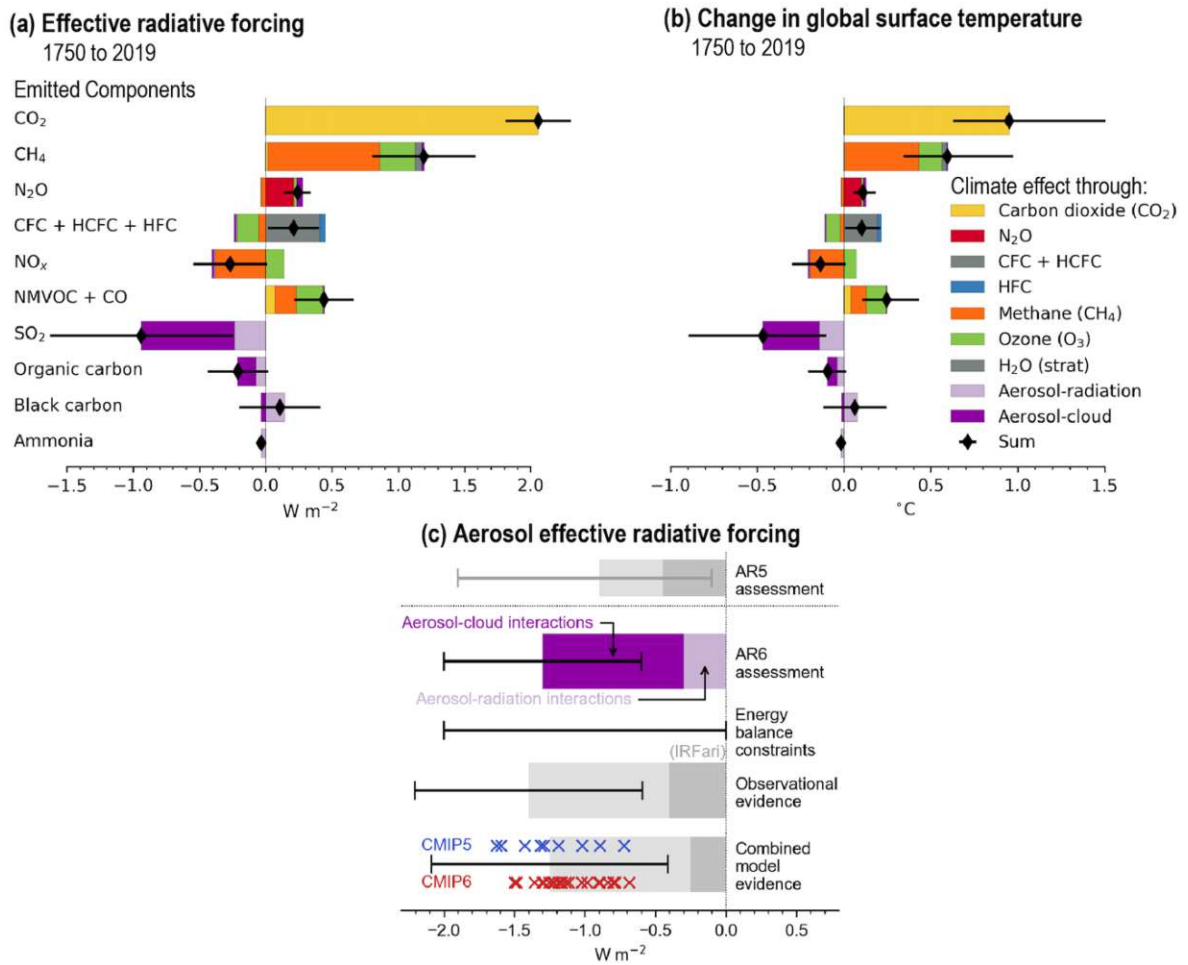 (a) Effective radiative forcing
1750 to 2019
Emitted Components
CO₂
CH₄
N₂O
CFC + HCFC + HFC
NOₓ
NMVOC + CO
SO₂
Organic carbon
Black carbon
Ammonia
−1.5 −1.0 −0.5 0.0 0.5 1.0 1.5 2.0
W m⁻²
(b) Change in global surface temperature
1750 to 2019
Climate effect through:
Carbon dioxide (CO₂)
N₂O
CFC + HCFC
HFC
Methane (CH₄)
Ozone (O₃)
H₂O (strat)
Aerosol-radiation
Aerosol-cloud
Sum
−1.0 −0.5 0.0 0.5 1.0 1.5
°C
(c) Aerosol effective radiative forcing
AR5
assessment
Aerosol-cloud interactions
AR6
assessment
Aerosol-radiation interactions
Energy
balance
constraints
(IRFari)
Observational
evidence
CMIP5
Combined
model
evidence
CMIP6
−2.0 −1.5 −1.0 −0.5 0.0 0.5
W m⁻²